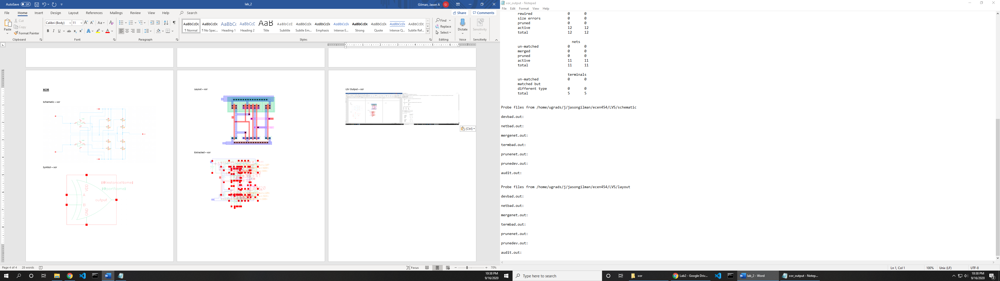 AutoSave Off
lab_2
Gilman, Jason A GJ
File Home Insert Design Layout References Mailings Review View Help Search
Share Comments
Paste
Cut
Copy
Format Painter
Calibri (Body) 11
AaBbCcDc AaBbCcDc AaBbCc AaBbCcD AaB AaBbCcD AaBbCcDc AaBbCcDc AaBbCcDc AaBbCcDc AaBbCcDc AaBbCcDc AABBCCDD
¶ Normal ¶ No Spac... Heading 1 Heading 2 Title Subtitle Subtle Em... Emphasis Intense E... Strong Quote Intense Q... Subtle Ref...
Find
Replace
Select
Dictate
Sensitivity
Clipboard Font Paragraph Styles Editing Voice Sensitivity
XOR
Schematic – xor
Symbol – xor
[@instanceName]
[@partName]
VDD
A
B
output
GND
Layout – xor
Extracted – xor
LSV Output – xor
(Ctrl)
Page 4 of 4 28 words
Focus
70%
10:38 PM
9/16/2020
xor_output - Notepad
File Edit Format View Help
rewired 0 0
size errors 0 0
pruned 0 0
active 12 12
total 12 12
nets
un-matched 0 0
merged 0 0
pruned 0 0
active 11 11
total 11 11
terminals
un-matched 0 0
matched but
different type 0 0
total 5 5
Probe files from /home/ugrads/j/jasongilman/ecen454/LVS/schematic
devbad.out:
netbad.out:
mergenet.out:
termbad.out:
prunenet.out:
prunedev.out:
audit.out:
Probe files from /home/ugrads/j/jasongilman/ecen454/LVS/layout
devbad.out:
netbad.out:
mergenet.out:
termbad.out:
prunenet.out:
prunedev.out:
audit.out:
Ln 1, Col 1 100% Unix (LF) UTF-8
Type here to search
xor
Lab2 - Google Driv...
lab_2 - Word
xor_output - Notep...
10:38 PM
9/16/2020
2